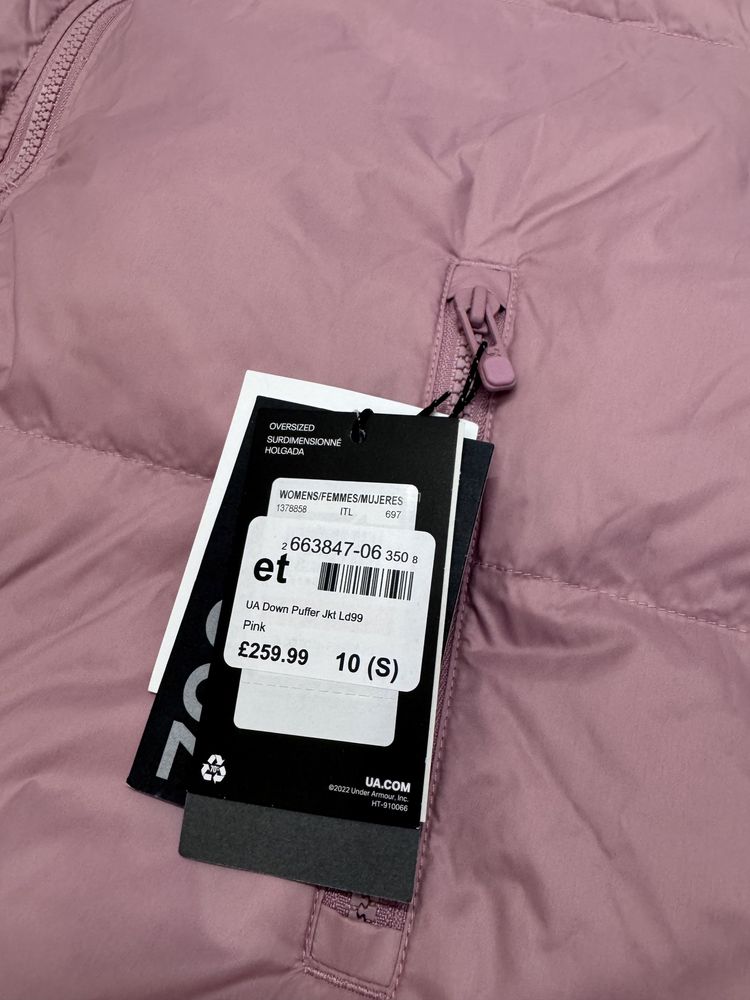 OVERSIZED
SURDIMENSIONNÉ
HOLGADA
WOMENS/FEMMES/MUJERES
1378858 ITL 697
2 663847-06 350 8
et
UA Down Puffer Jkt Ld99
Pink
£259.99 10 (S)
70
UA.COM
©2022 Under Armour, Inc.
HT-910066